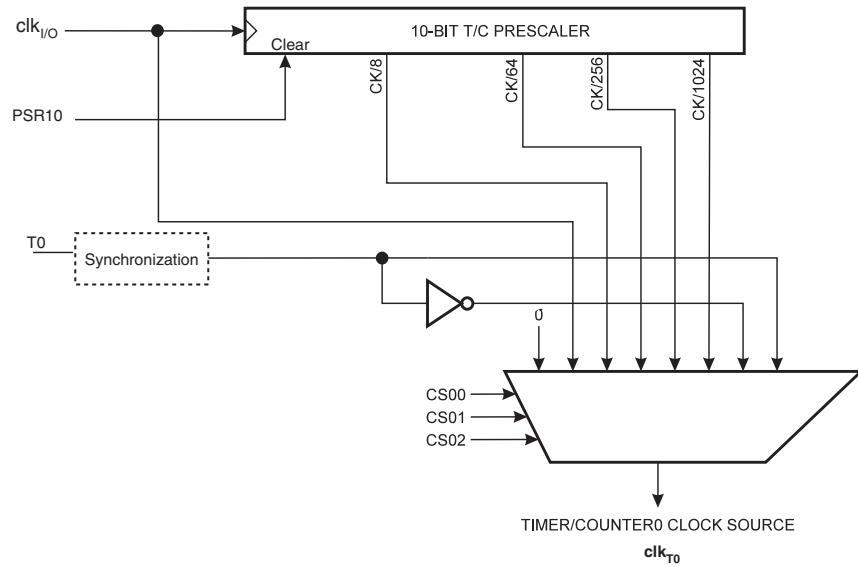 clkI/O
10-BIT T/C PRESCALER
Clear
CK/8
CK/64
CK/256
CK/1024
PSR10
T0
Synchronization
0
CS00
CS01
CS02
TIMER/COUNTER0 CLOCK SOURCE
clkT0